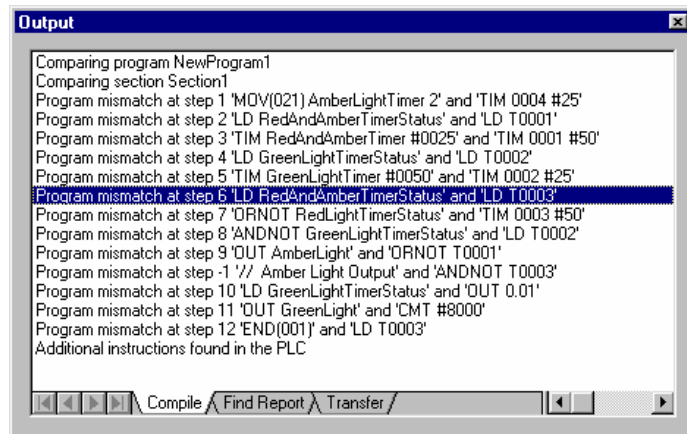 Output
Comparing program NewProgram1
Comparing section Section1
Program mismatch at step 1 'MOV(021) AmberLightTimer 2' and 'TIM 0004 #25'
Program mismatch at step 2 'LD RedAndAmberTimerStatus' and 'LD T0001'
Program mismatch at step 3 'TIM RedAndAmberTimer #0025' and 'TIM 0001 #50'
Program mismatch at step 4 'LD GreenLightTimerStatus' and 'LD T0002'
Program mismatch at step 5 'TIM GreenLightTimer #0050' and 'TIM 0002 #25'
Program mismatch at step 6 'LD RedAndAmberTimerStatus' and 'LD T0003'
Program mismatch at step 7 'ORNOT RedLightTimerStatus' and 'TIM 0003 #50'
Program mismatch at step 8 'ANDNOT GreenLightTimerStatus' and 'LD T0002'
Program mismatch at step 9 'OUT AmberLight' and 'ORNOT T0001'
Program mismatch at step -1 '// Amber Light Output' and 'ANDNOT T0003'
Program mismatch at step 10 'LD GreenLightTimerStatus' and 'OUT 0.01'
Program mismatch at step 11 'OUT GreenLight' and 'CMT #8000'
Program mismatch at step 12 'END(001)' and 'LD T0003'
Additional instructions found in the PLC
Compile Find Report Transfer